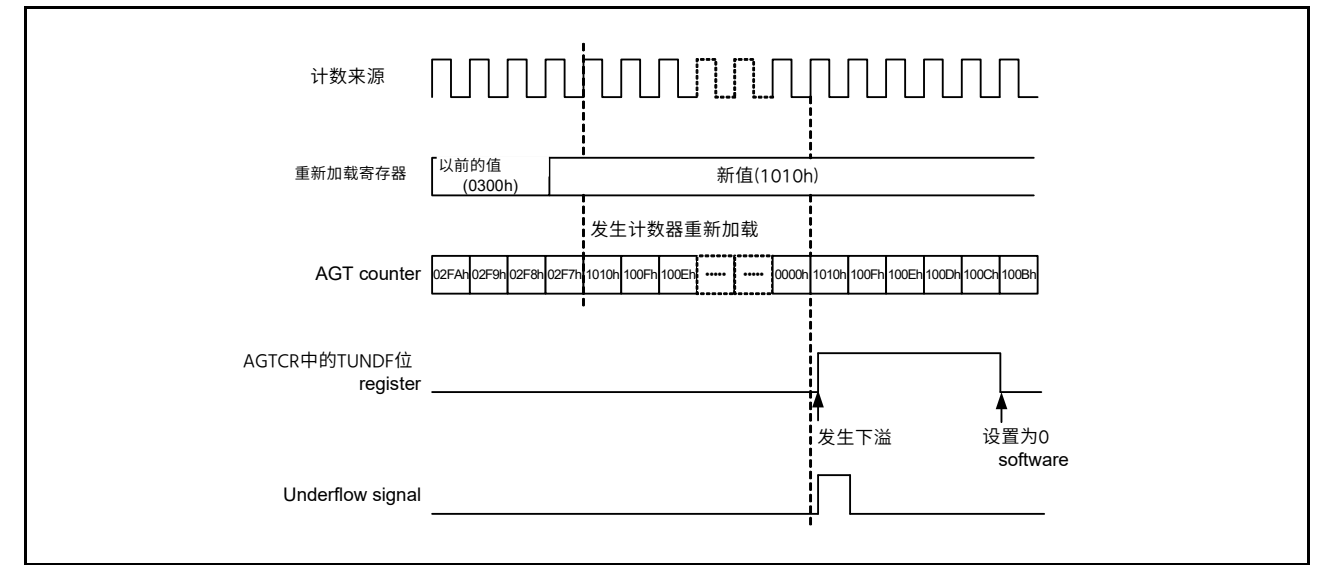 计数来源
重新加载寄存器
以前的值
(0300h)
新值(1010h)
发生计数器重新加载
AGT counter
02FAh 02F9h 02F8h 02F7h 1010h 100Fh 100Eh ••••• ••••• 0000h 1010h 100Fh 100Eh 100Dh 100Ch 100Bh
AGTCR中的TUNDF位
register
发生下溢
设置为0
software
Underflow signal